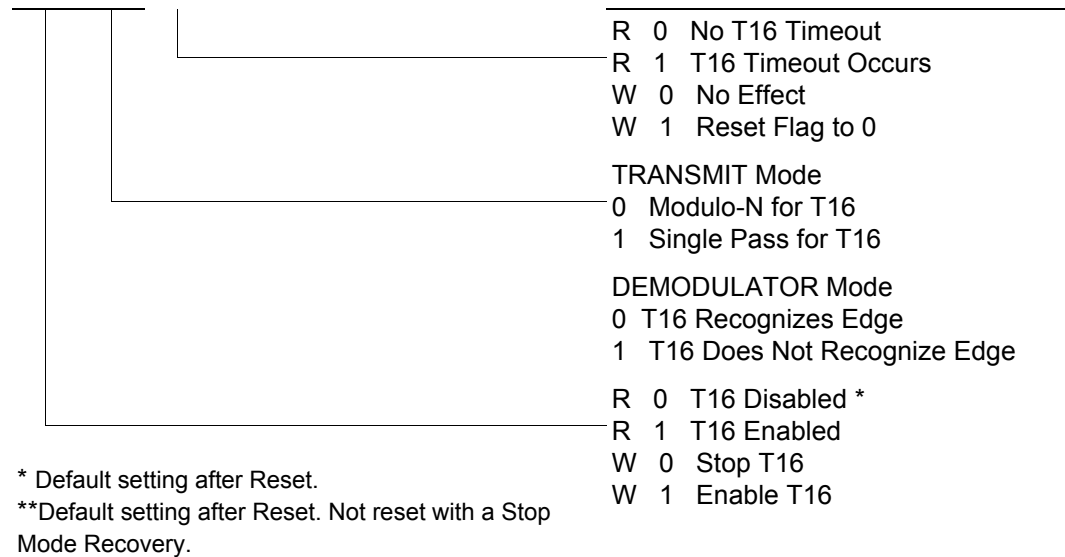 R 0 No T16 Timeout
R 1 T16 Timeout Occurs
W 0 No Effect
W 1 Reset Flag to 0
TRANSMIT Mode
0 Modulo-N for T16
1 Single Pass for T16
DEMODULATOR Mode
0 T16 Recognizes Edge
1 T16 Does Not Recognize Edge
R 0 T16 Disabled *
R 1 T16 Enabled
W 0 Stop T16
W 1 Enable T16
* Default setting after Reset.
**Default setting after Reset. Not reset with a Stop
Mode Recovery.